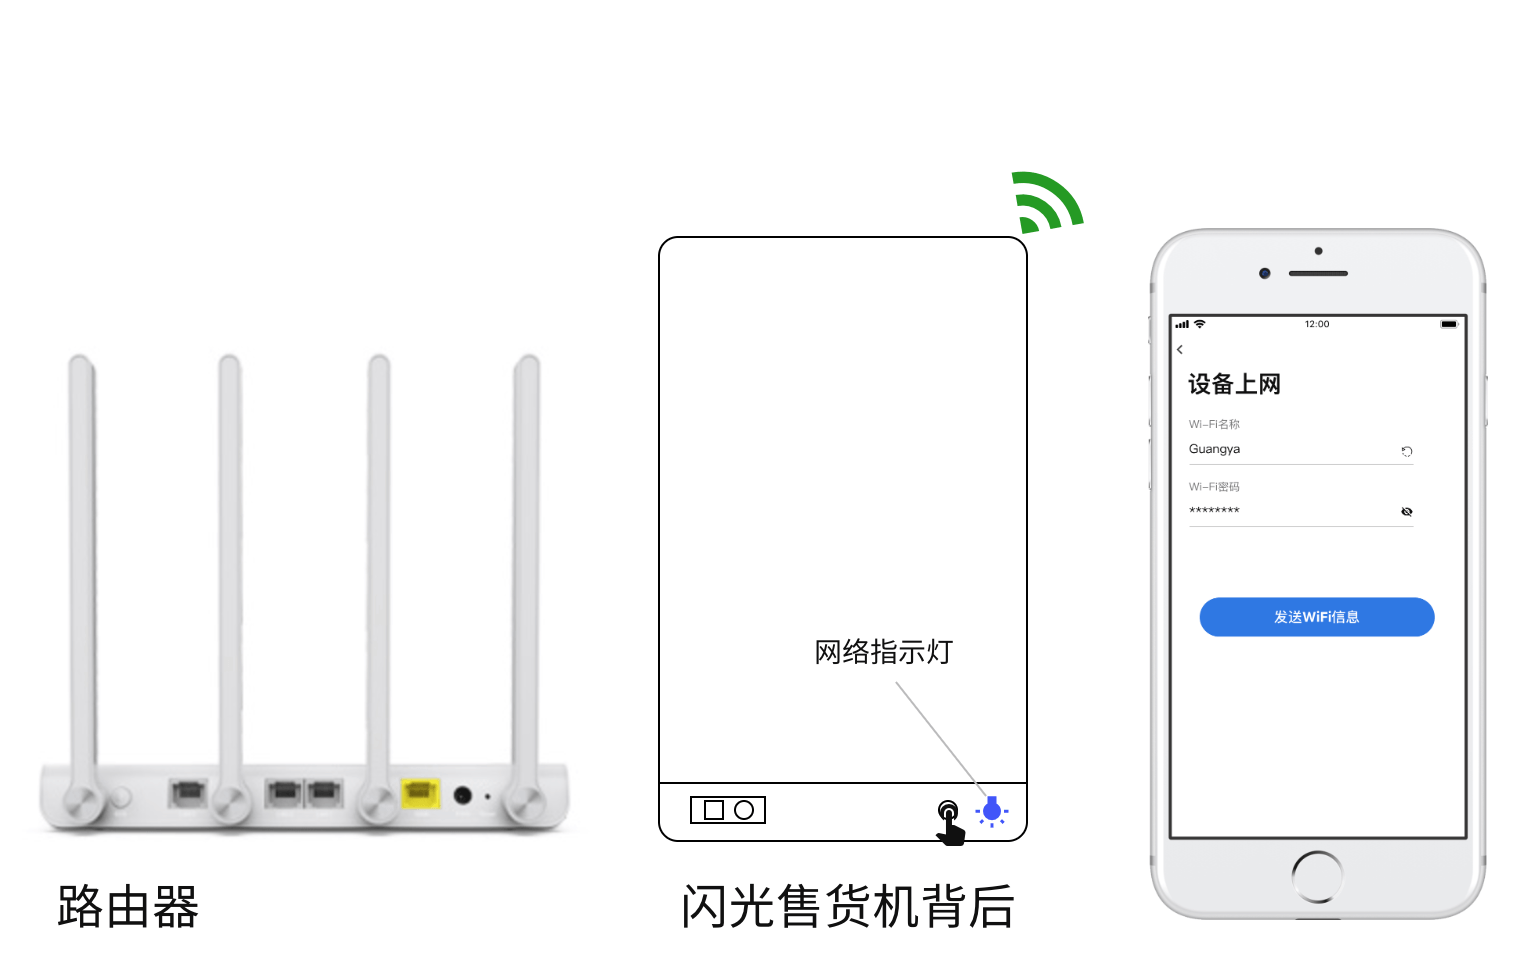 网络指示灯
路由器
闪光售货机背后
12:00
设备上网
Wi-Fi名称
Guangya
Wi-Fi密码
********
发送WiFi信息